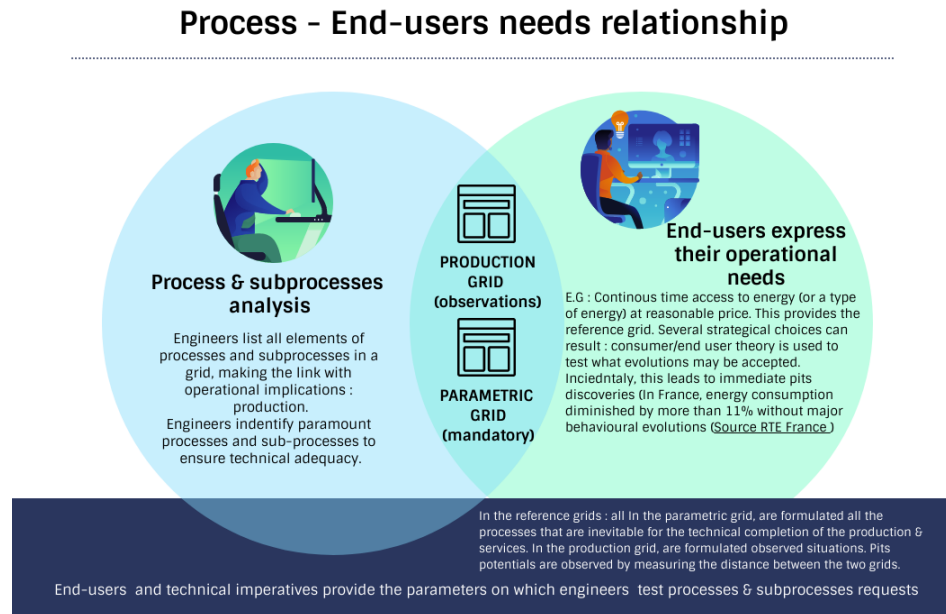 Process - End-users needs relationship
Process & subprocesses
analysis
Engineers list all elements of
processes and subprocesses in a
grid, making the link with
operational implications :
production.
Engineers indentify paramount
processes and sub-processes to
ensure technical adequacy.
PRODUCTION
GRID
(observations)
PARAMETRIC
GRID
(mandatory)
End-users express
their operational
needs
E.G : Continous time access to energy (or a type
of energy) at reasonable price. This provides the
reference grid. Several strategical choices can
result : consumer/end user theory is used to
test what evolutions may be accepted.
Inciedntaly, this leads to immediate pits
discoveries (In France, energy consumption
diminished by more than 11% without major
behavioural evolutions (Source RTE France )
In the reference grids : all In the parametric grid, are formulated all the
processes that are inevitable for the technical completion of the production &
services. In the production grid, are formulated observed situations. Pits
potentials are observed by measuring the distance between the two grids.
End-users and technical imperatives provide the parameters on which engineers test processes & subprocesses requests